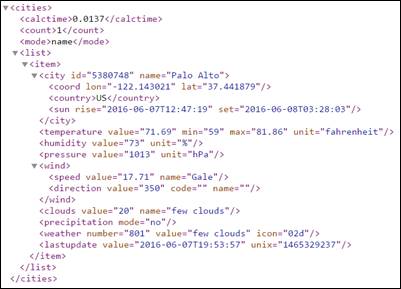 <cities>
<calctime>0.0137</calctime>
<count>1</count>
<mode>name</mode>
<list>
<item>
<city id="5380748" name="Palo Alto">
<coord lon="-122.143021" lat="37.441879"/>
<country>US</country>
<sun rise="2016-06-07T12:47:19" set="2016-06-08T03:28:03"/>
</city>
<temperature value="71.69" min="59" max="81.86" unit="fahrenheit"/>
<humidity value="73" unit="%"/>
<pressure value="1013" unit="hPa"/>
<wind>
<speed value="17.71" name="Gale"/>
<direction value="350" code="" name=""/>
</wind>
<clouds value="20" name="few clouds"/>
<precipitation mode="no"/>
<weather number="801" value="few clouds" icon="02d"/>
<lastupdate value="2016-06-07T19:53:57" unix="1465329237"/>
</item>
</list>
</cities>